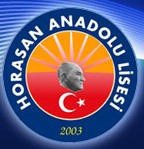 HORASAN ANADOLU LİSESİ
2003